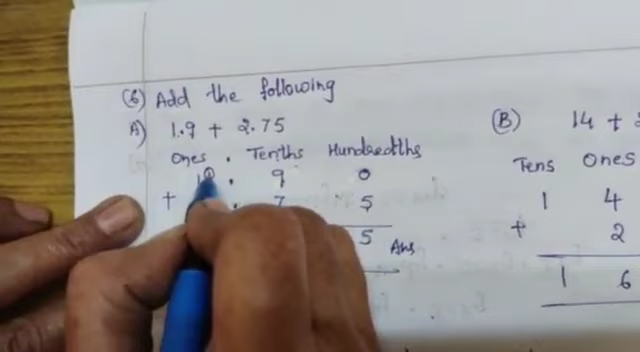 (6) Add the following
A) 1.9 + 2.75
Ones . Tenths Hundredths
1 . 9 0
+ . 7 5
5 Ans
(B) 14 +
Tens Ones
1 4
+ 2
1 6